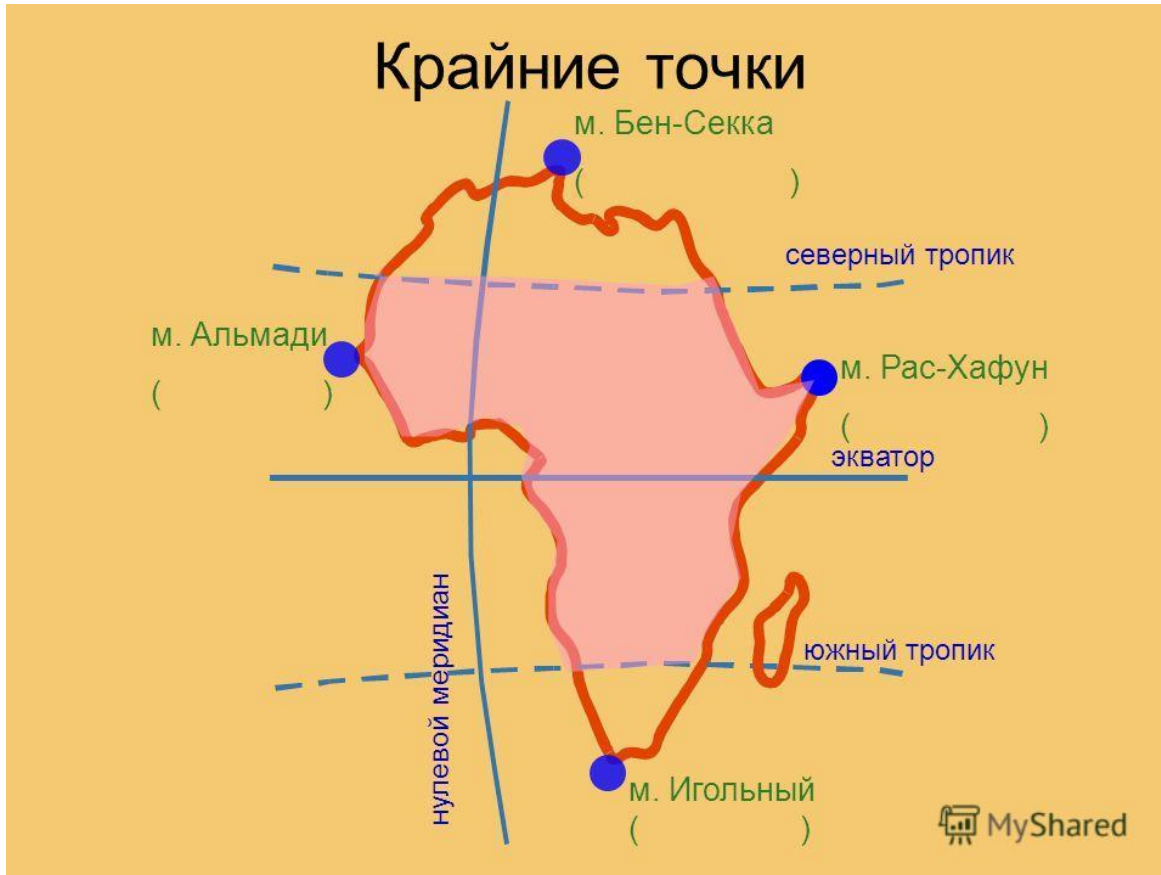 Крайние точки
м. Бен-Секка
( )
северный тропик
м. Альмади
( )
м. Рас-Хафун
( )
экватор
нулевой меридиан
южный тропик
м. Игольный
( )
MyShared